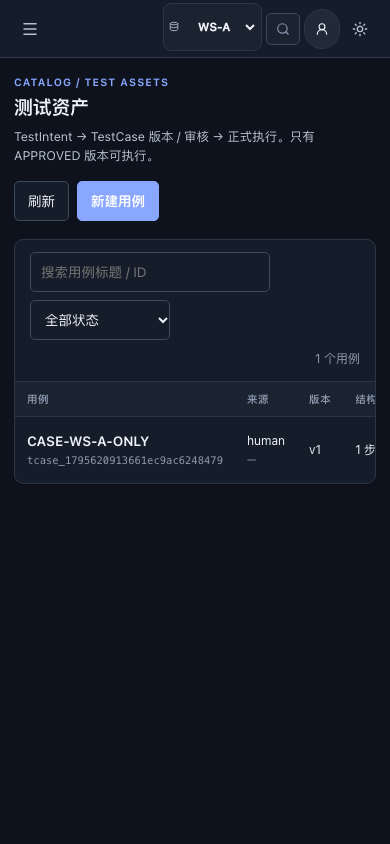 WS-A
CATALOG / TEST ASSETS
测试资产
TestIntent → TestCase 版本 / 审核 → 正式执行。只有
APPROVED 版本可执行。
刷新 新建用例
搜索用例标题 / ID
全部状态
1 个用例
用例 来源 版本 结构
CASE-WS-A-ONLY human v1 1 步
tcase_1795620913661ec9ac6248479 —